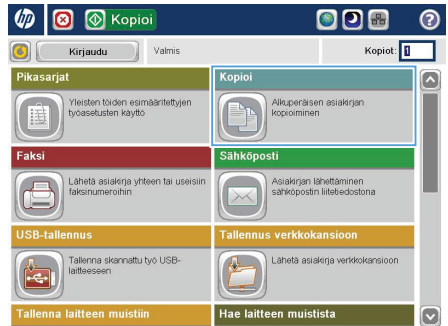 hp Kopioi ?
Kirjaudu Valmis Kopiot: 1
Pikasarjat
Yleisten töiden esimääritettyjen
työasetusten käyttö
Kopioi
Alkuperäisen asiakirjan
kopioiminen
Faksi
Lähetä asiakirja yhteen tai useisiin
faksinumeroihin
Sähköposti
Asiakirjan lähettäminen
sähköpostin liitetiedostona
USB-tallennus
Tallenna skannattu työ USB-
laitteeseen
Tallennus verkkokansioon
Lähetä asiakirja verkkokansioon
Tallenna laitteen muistiin
Hae laitteen muistista